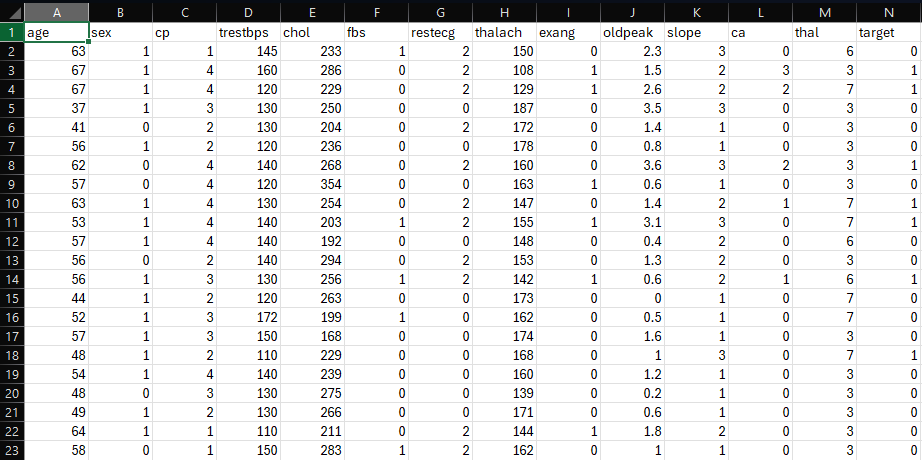 A B C D E F G H I J K L M N
1 age sex cp trestbps chol fbs restecg thalach exang oldpeak slope ca thal target
2 63 1 1 145 233 1 2 150 0 2.3 3 0 6 0
3 67 1 4 160 286 0 2 108 1 1.5 2 3 3 1
4 67 1 4 120 229 0 2 129 1 2.6 2 2 7 1
5 37 1 3 130 250 0 0 187 0 3.5 3 0 3 0
6 41 0 2 130 204 0 2 172 0 1.4 1 0 3 0
7 56 1 2 120 236 0 0 178 0 0.8 1 0 3 0
8 62 0 4 140 268 0 2 160 0 3.6 3 2 3 1
9 57 0 4 120 354 0 0 163 1 0.6 1 0 3 0
10 63 1 4 130 254 0 2 147 0 1.4 2 1 7 1
11 53 1 4 140 203 1 2 155 1 3.1 3 0 7 1
12 57 1 4 140 192 0 0 148 0 0.4 2 0 6 0
13 56 0 2 140 294 0 2 153 0 1.3 2 0 3 0
14 56 1 3 130 256 1 2 142 1 0.6 2 1 6 1
15 44 1 2 120 263 0 0 173 0 0 1 0 7 0
16 52 1 3 172 199 1 0 162 0 0.5 1 0 7 0
17 57 1 3 150 168 0 0 174 0 1.6 1 0 3 0
18 48 1 2 110 229 0 0 168 0 1 3 0 7 1
19 54 1 4 140 239 0 0 160 0 1.2 1 0 3 0
20 48 0 3 130 275 0 0 139 0 0.2 1 0 3 0
21 49 1 2 130 266 0 0 171 0 0.6 1 0 3 0
22 64 1 1 110 211 0 2 144 1 1.8 2 0 3 0
23 58 0 1 150 283 1 2 162 0 1 1 0 3 0